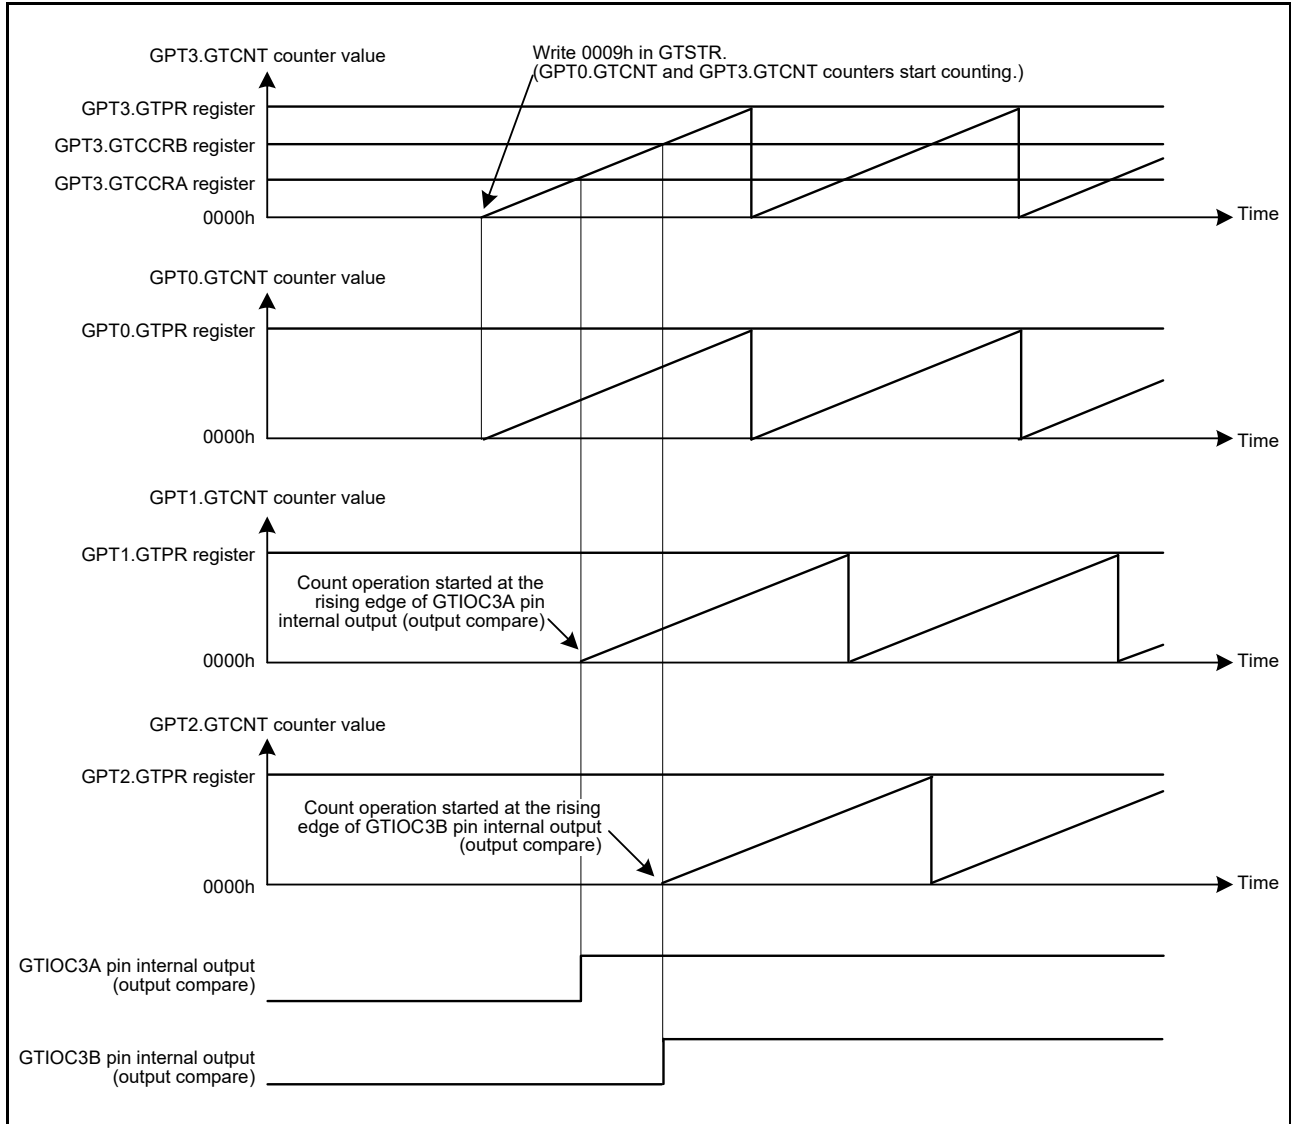 GPT3.GTCNT counter value
Write 0009h in GTSTR.
(GPT0.GTCNT and GPT3.GTCNT counters start counting.)
GPT3.GTPR register
GPT3.GTCCRB register
GPT3.GTCCRA register
0000h
Time
GPT0.GTCNT counter value
GPT0.GTPR register
0000h
Time
GPT1.GTCNT counter value
GPT1.GTPR register
Count operation started at the
rising edge of GTIOC3A pin
internal output (output compare)
0000h
Time
GPT2.GTCNT counter value
GPT2.GTPR register
Count operation started at the rising
edge of GTIOC3B pin internal output
(output compare)
0000h
Time
GTIOC3A pin internal output
(output compare)
GTIOC3B pin internal output
(output compare)